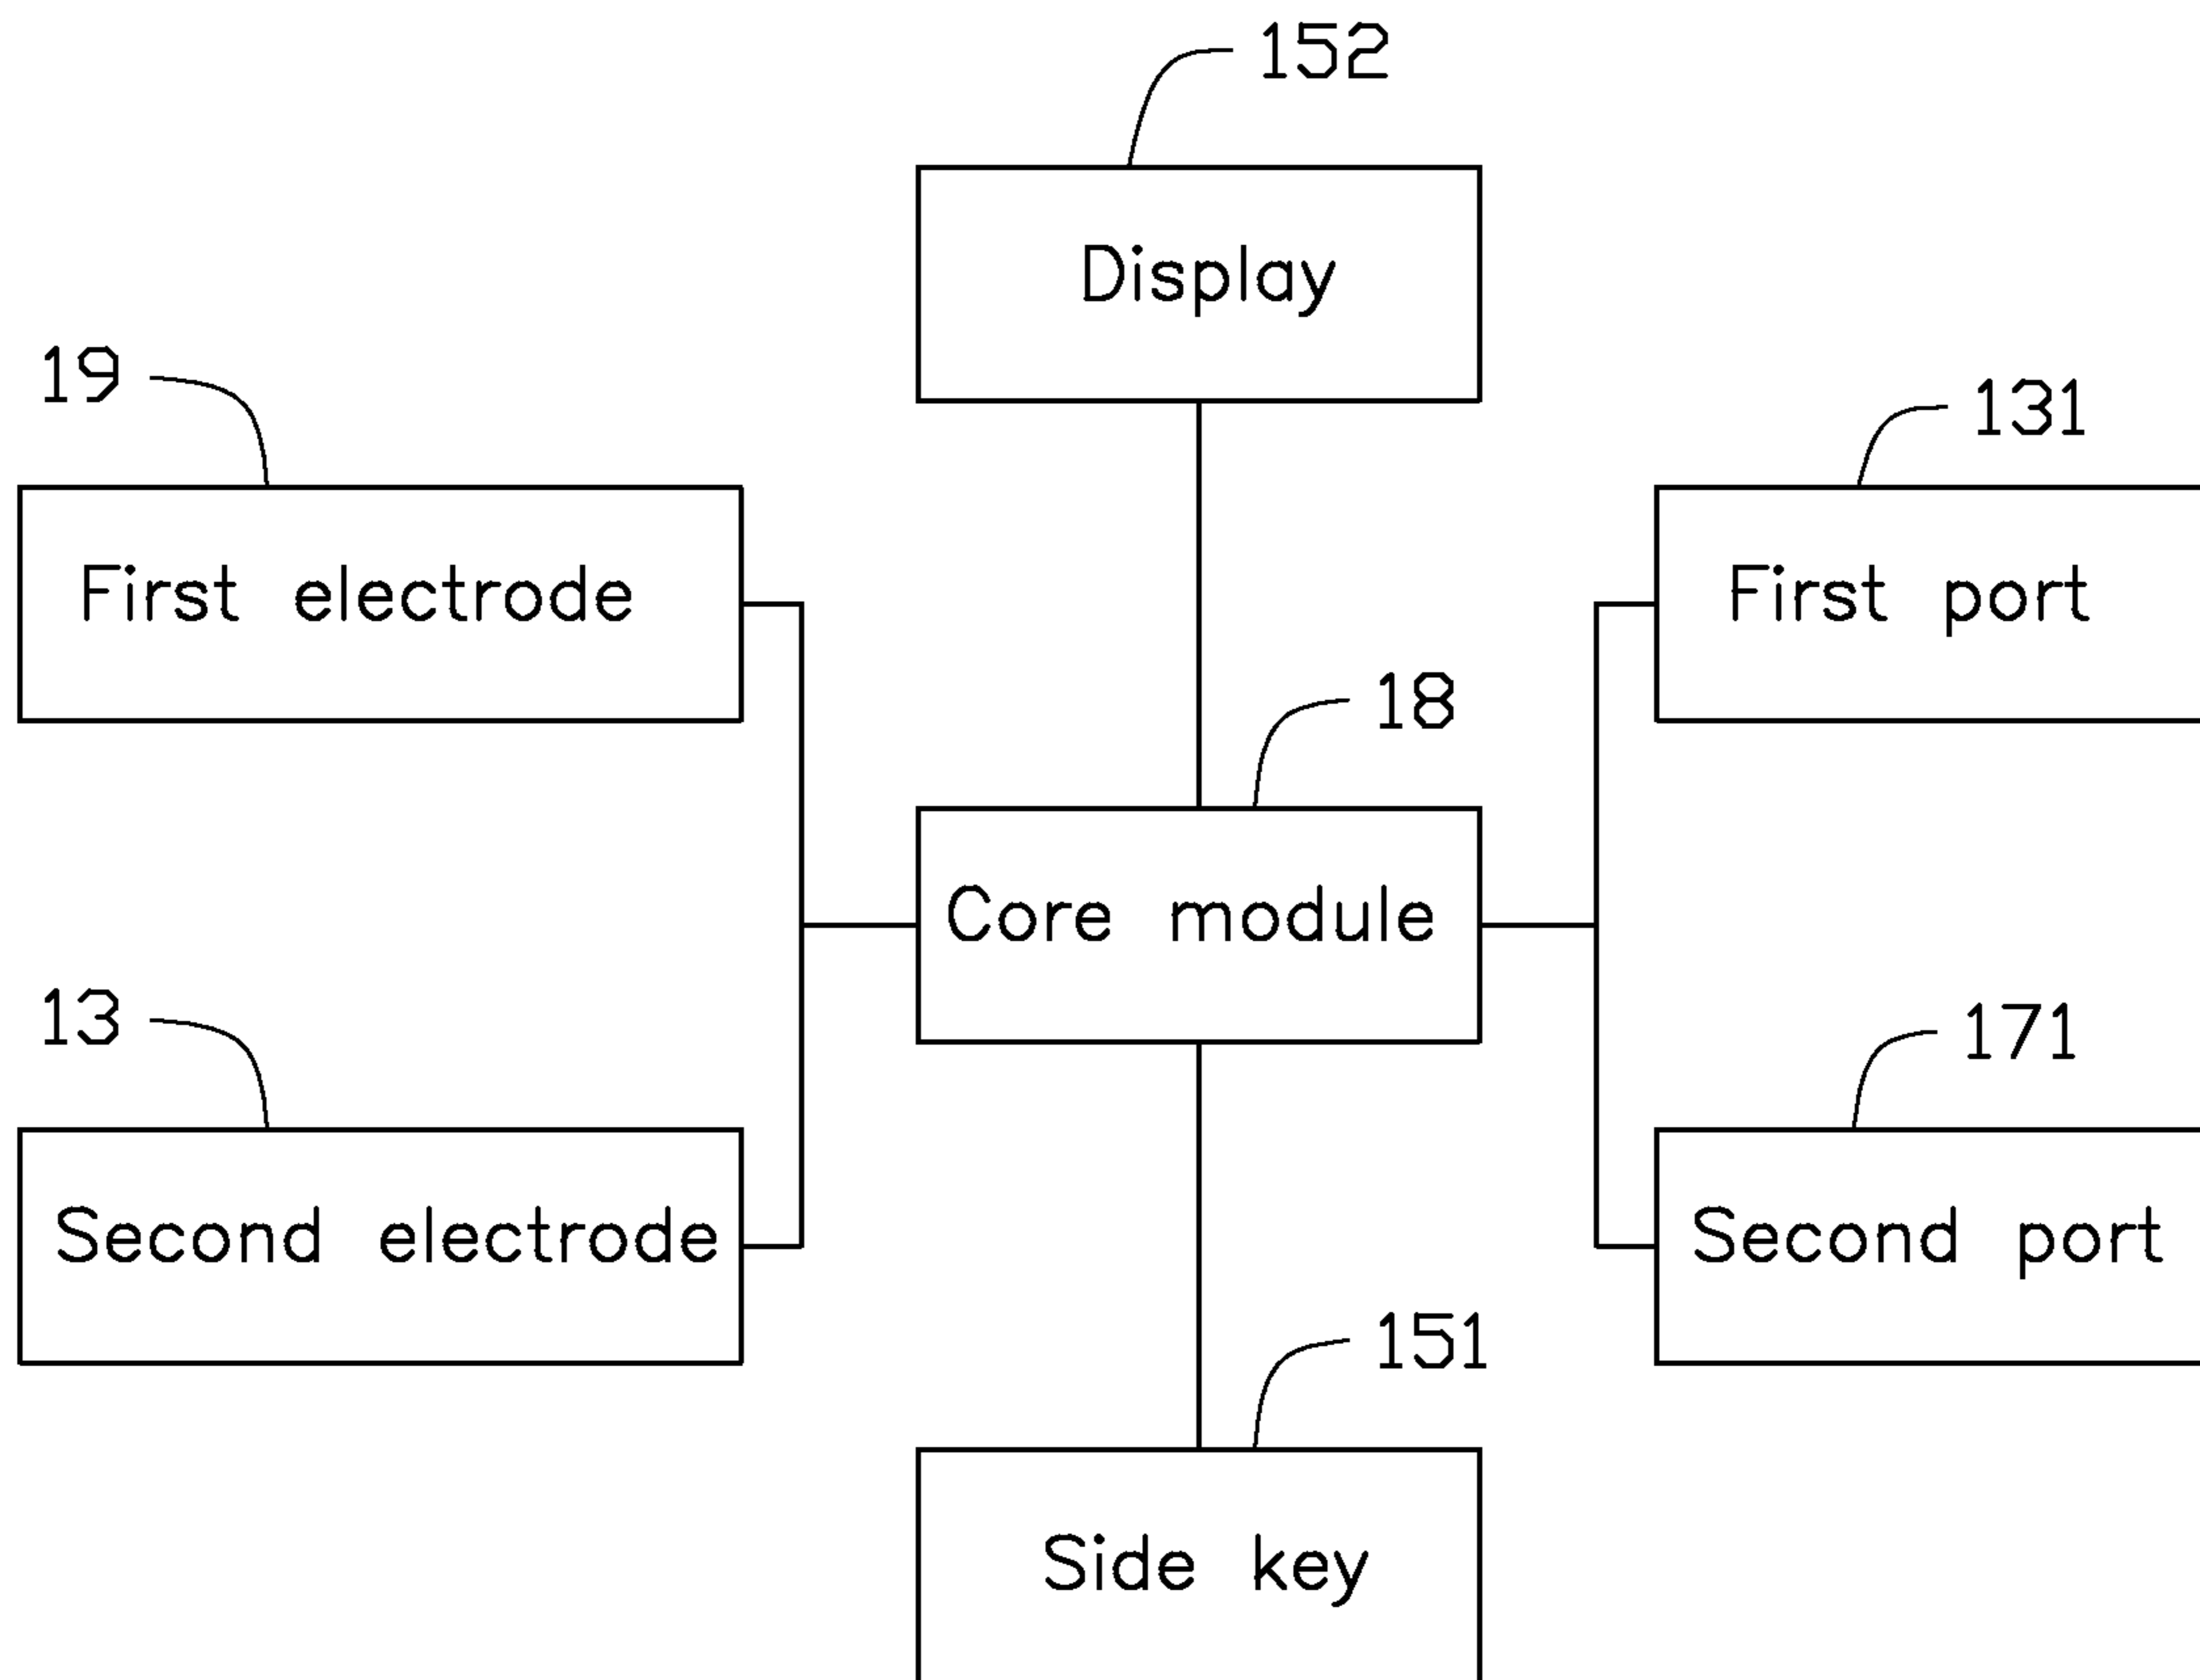 152
Display
19
131
First electrode
First port
18
Core module
13
171
Second electrode
Second port
151
Side key